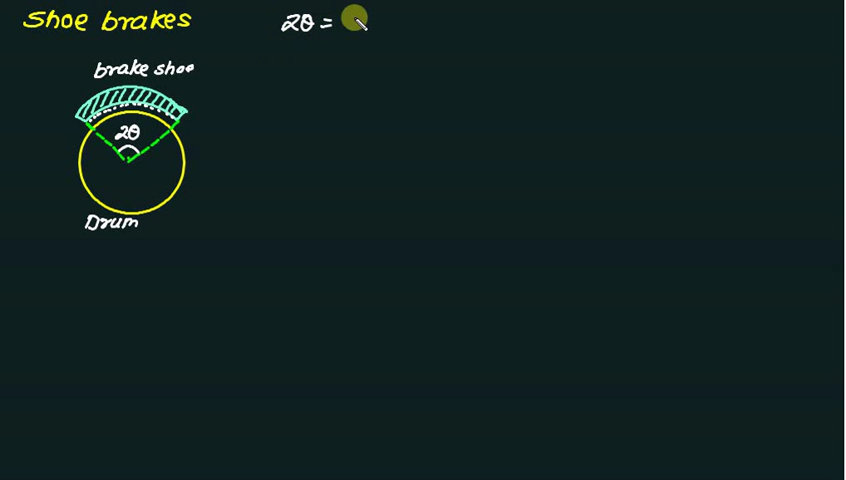 Shoe brakes
2θ =
brake shoe
2θ
Drum